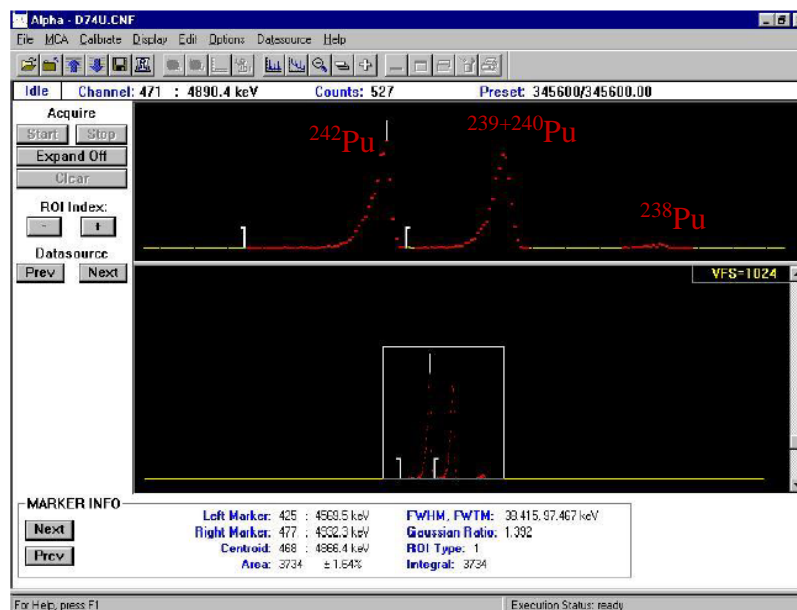 Alpha - D74U.CNF
File MCA Calibrate Display Edit Options Datasource Help
Idle Channel: 471 : 4890.4 keV Counts: 527 Preset: 345600/345600.00
Acquire
Start Stop
Expand Off
Clear
ROI Index:
- +
Datasource
Prev Next
²⁴²Pu
²³⁹⁺²⁴⁰Pu
²³⁸Pu
VFS=1024
MARKER INFO
Next
Prev
Left Marker: 425 : 4569.5 keV FWHM, FWTM: 38.415, 97.467 keV
Right Marker: 477 : 4932.3 keV Gaussian Ratio: 1.392
Centroid: 468 : 4866.4 keV ROI Type: 1
Area: 3734 ± 1.64% Integral: 3734
For Help, press F1 Execution Status: ready